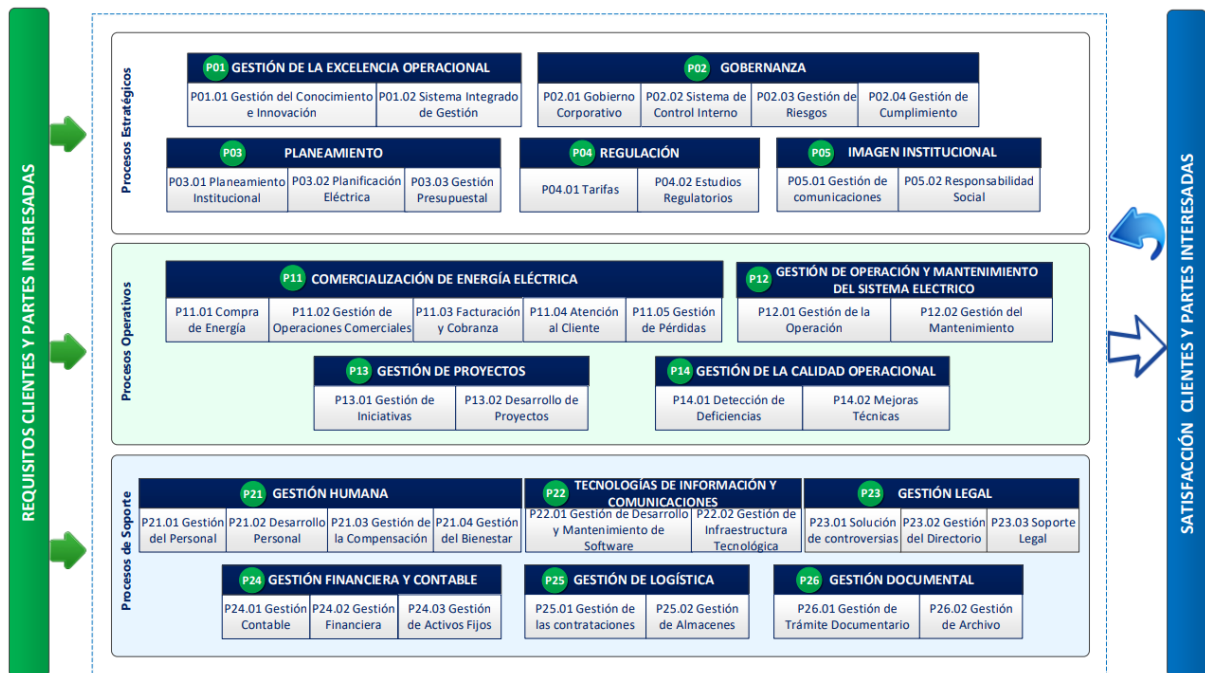 REQUISITOS CLIENTES Y PARTES INTERESADAS
Procesos Estratégicos
P01 GESTIÓN DE LA EXCELENCIA OPERACIONAL
P01.01 Gestión del Conocimiento
e Innovación
P01.02 Sistema Integrado
de Gestión
P02 GOBERNANZA
P02.01 Gobierno
Corporativo
P02.02 Sistema de
Control Interno
P02.03 Gestión de
Riesgos
P02.04 Gestión de
Cumplimiento
P03 PLANEAMIENTO
P03.01 Planeamiento
Institucional
P03.02 Planificación
Eléctrica
P03.03 Gestión
Presupuestal
P04 REGULACIÓN
P04.01 Tarifas
P04.02 Estudios
Regulatorios
P05 IMAGEN INSTITUCIONAL
P05.01 Gestión de
comunicaciones
P05.02 Responsabilidad
Social
Procesos Operativos
P11 COMERCIALIZACIÓN DE ENERGÍA ELÉCTRICA
P11.01 Compra
de Energía
P11.02 Gestión de
Operaciones Comerciales
P11.03 Facturación
y Cobranza
P11.04 Atención
al Cliente
P11.05 Gestión
de Pérdidas
P12 GESTIÓN DE OPERACIÓN Y MANTENIMIENTO
DEL SISTEMA ELECTRICO
P12.01 Gestión de la
Operación
P12.02 Gestión del
Mantenimiento
P13 GESTIÓN DE PROYECTOS
P13.01 Gestión de
Iniciativas
P13.02 Desarrollo de
Proyectos
P14 GESTIÓN DE LA CALIDAD OPERACIONAL
P14.01 Detección de
Deficiencias
P14.02 Mejoras
Técnicas
Procesos de Soporte
P21 GESTIÓN HUMANA
P21.01 Gestión
del Personal
P21.02 Desarrollo
Personal
P21.03 Gestión de
la Compensación
P21.04 Gestión
del Bienestar
P22 TECNOLOGÍAS DE INFORMACIÓN Y
COMUNICACIONES
P22.01 Gestión de Desarrollo
y Mantenimiento de
Software
P22.02 Gestión de
Infraestructura
Tecnológica
P23 GESTIÓN LEGAL
P23.01 Solución
de controversias
P23.02 Gestión
del Directorio
P23.03 Soporte
Legal
P24 GESTIÓN FINANCIERA Y CONTABLE
P24.01 Gestión
Contable
P24.02 Gestión
Financiera
P24.03 Gestión
de Activos Fijos
P25 GESTIÓN DE LOGÍSTICA
P25.01 Gestión de
las contrataciones
P25.02 Gestión
de Almacenes
P26 GESTIÓN DOCUMENTAL
P26.01 Gestión de
Trámite Documentario
P26.02 Gestión
de Archivo
SATISFACCIÓN CLIENTES Y PARTES INTERESADAS